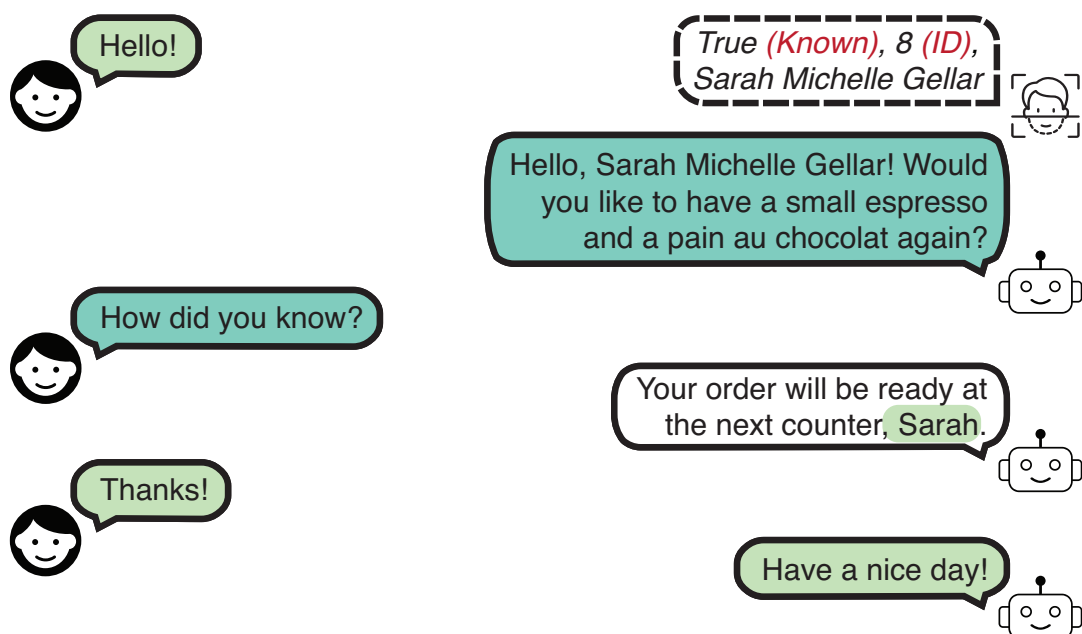 Hello!
True (Known), 8 (ID),
Sarah Michelle Gellar
Hello, Sarah Michelle Gellar! Would
you like to have a small espresso
and a pain au chocolat again?
How did you know?
Your order will be ready at
the next counter, Sarah.
Thanks!
Have a nice day!